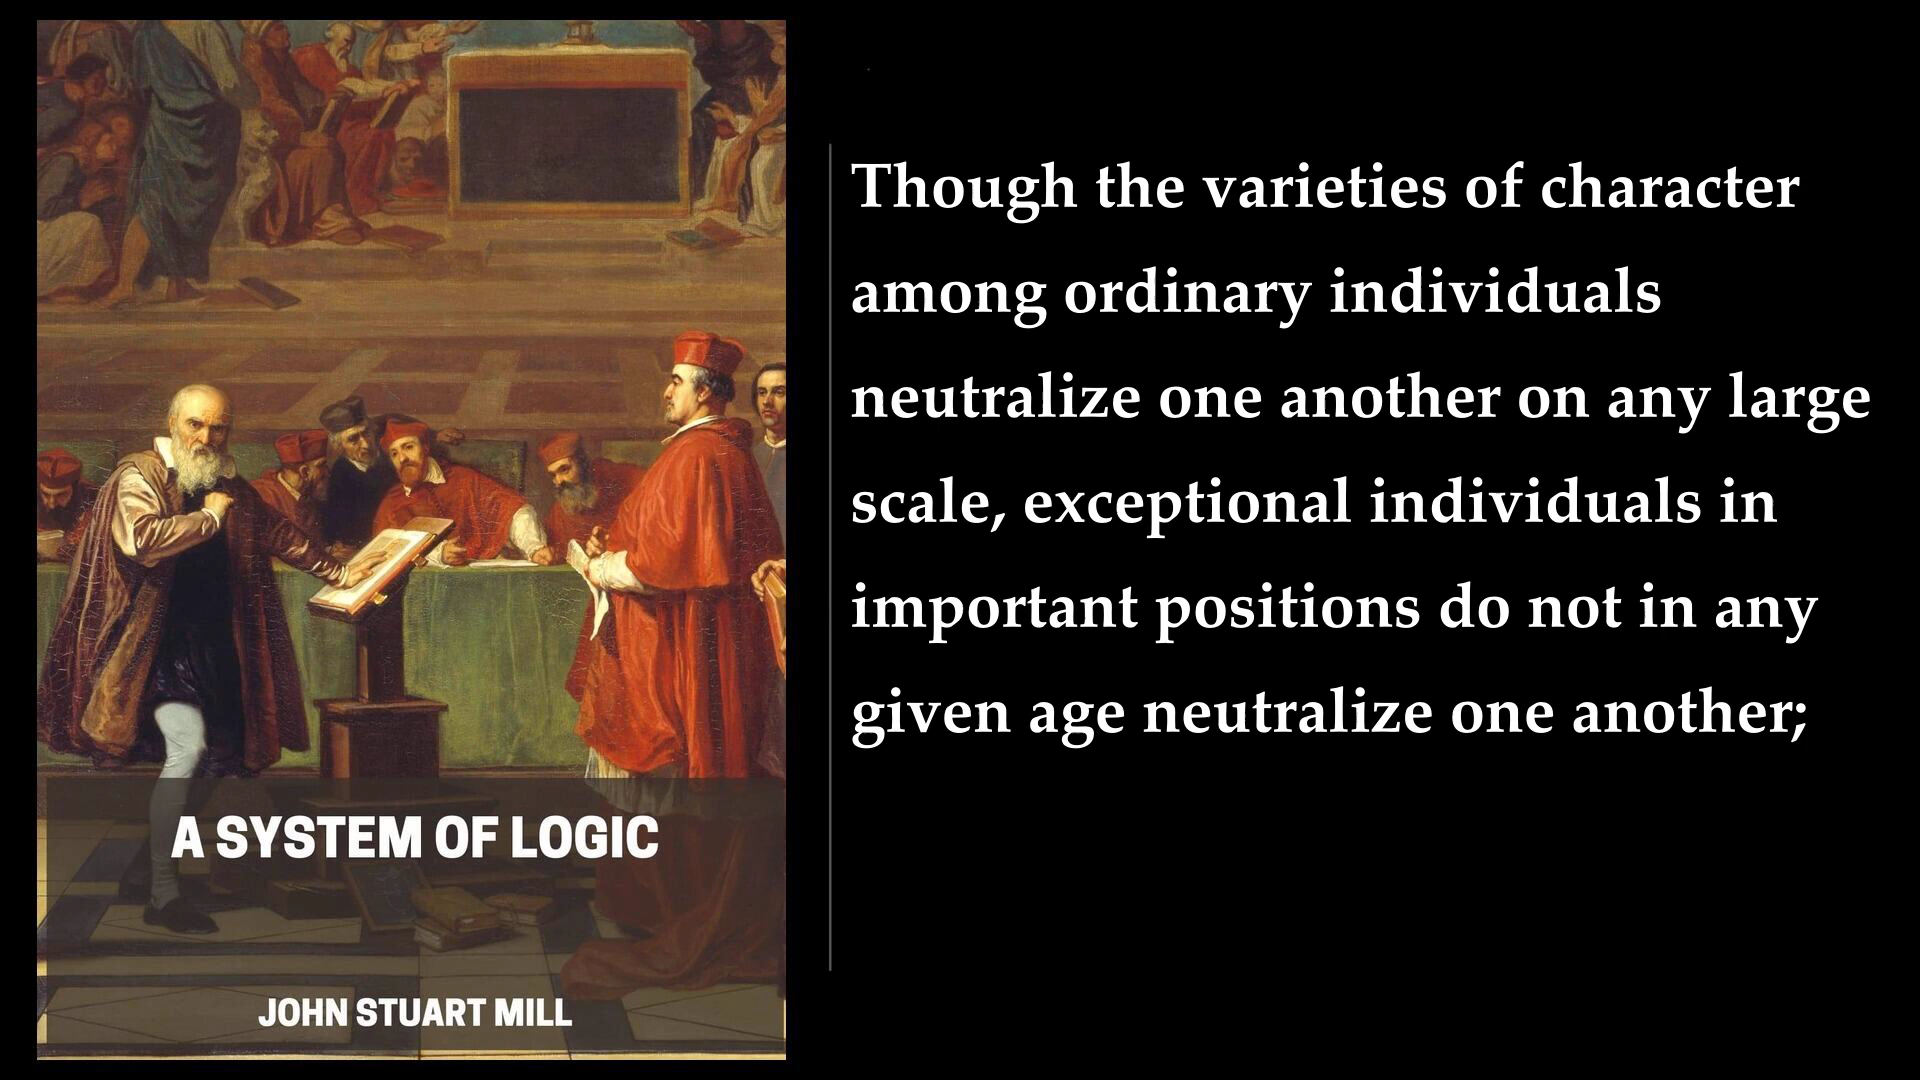 A SYSTEM OF LOGIC
JOHN STUART MILL
Though the varieties of character
among ordinary individuals
neutralize one another on any large
scale, exceptional individuals in
important positions do not in any
given age neutralize one another;